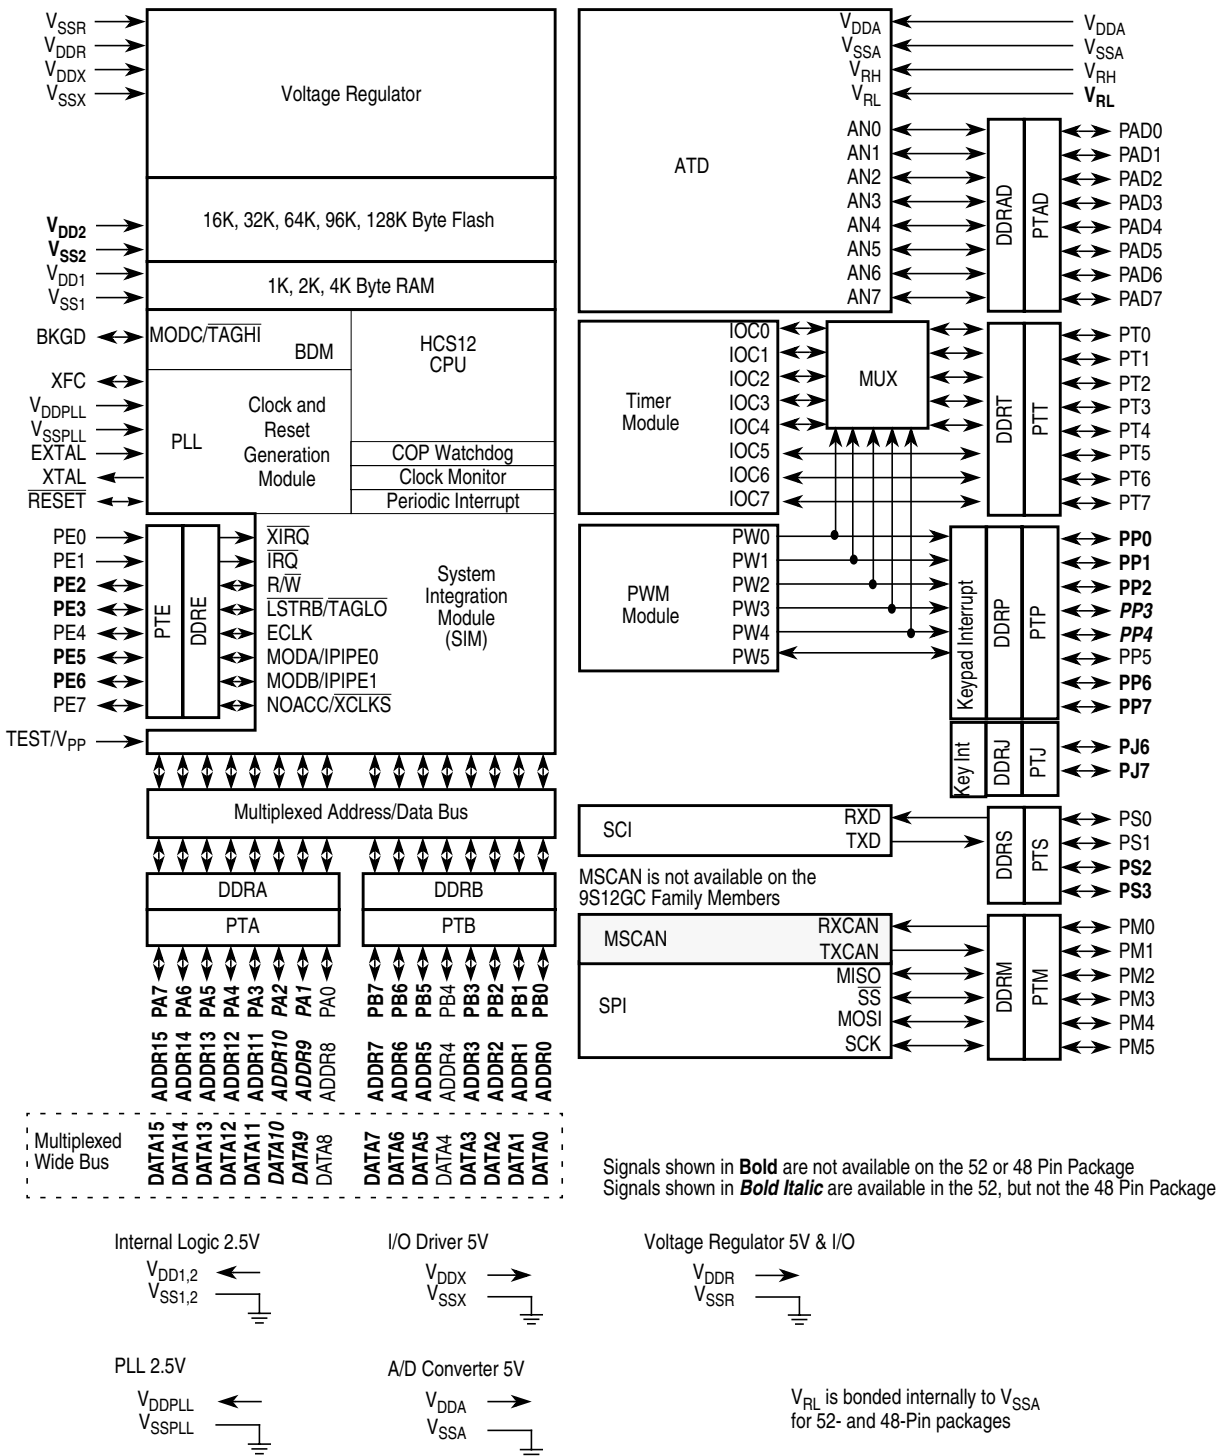 VSSR
VDDR
VDDX
VSSX
Voltage Regulator
16K, 32K, 64K, 96K, 128K Byte Flash
VDD2
VSS2
VDD1
VSS1
1K, 2K, 4K Byte RAM
BKGD
MODC/TAGHI
BDM
HCS12
CPU
XFC
VDDPLL
VSSPLL
EXTAL
XTAL
RESET
PLL
Clock and
Reset
Generation
Module
COP Watchdog
Clock Monitor
Periodic Interrupt
PE0
PE1
PE2
PE3
PE4
PE5
PE6
PE7
PTE
DDRE
XIRQ
IRQ
R/W
LSTRB/TAGLO
ECLK
MODA/IPIPE0
MODB/IPIPE1
NOACC/XCLKS
System
Integration
Module
(SIM)
TEST/VPP
Multiplexed Address/Data Bus
DDRA
DDRB
PTA
PTB
PA7
PA6
PA5
PA4
PA3
PA2
PA1
PA0
PB7
PB6
PB5
PB4
PB3
PB2
PB1
PB0
ADDR15
ADDR14
ADDR13
ADDR12
ADDR11
ADDR10
ADDR9
ADDR8
ADDR7
ADDR6
ADDR5
ADDR4
ADDR3
ADDR2
ADDR1
ADDR0
Multiplexed
Wide Bus
DATA15
DATA14
DATA13
DATA12
DATA11
DATA10
DATA9
DATA8
DATA7
DATA6
DATA5
DATA4
DATA3
DATA2
DATA1
DATA0
ATD
VDDA
VSSA
VRH
VRL
VDDA
VSSA
VRH
VRL
AN0
AN1
AN2
AN3
AN4
AN5
AN6
AN7
DDRAD
PTAD
PAD0
PAD1
PAD2
PAD3
PAD4
PAD5
PAD6
PAD7
Timer
Module
IOC0
IOC1
IOC2
IOC3
IOC4
IOC5
IOC6
IOC7
MUX
DDRT
PTT
PT0
PT1
PT2
PT3
PT4
PT5
PT6
PT7
PWM
Module
PW0
PW1
PW2
PW3
PW4
PW5
Keypad Interrupt
DDRP
PTP
PP0
PP1
PP2
PP3
PP4
PP5
PP6
PP7
Key Int
DDRJ
PTJ
PJ6
PJ7
SCI
RXD
TXD
DDRS
PTS
PS0
PS1
PS2
PS3
MSCAN is not available on the
9S12GC Family Members
MSCAN
RXCAN
TXCAN
SPI
MISO
SS
MOSI
SCK
DDRM
PTM
PM0
PM1
PM2
PM3
PM4
PM5
Signals shown in Bold are not available on the 52 or 48 Pin Package
Signals shown in Bold Italic are available in the 52, but not the 48 Pin Package
Internal Logic 2.5V
VDD1,2
VSS1,2
I/O Driver 5V
VDDX
VSSX
Voltage Regulator 5V & I/O
VDDR
VSSR
PLL 2.5V
VDDPLL
VSSPLL
A/D Converter 5V
VDDA
VSSA
VRL is bonded internally to VSSA
for 52- and 48-Pin packages